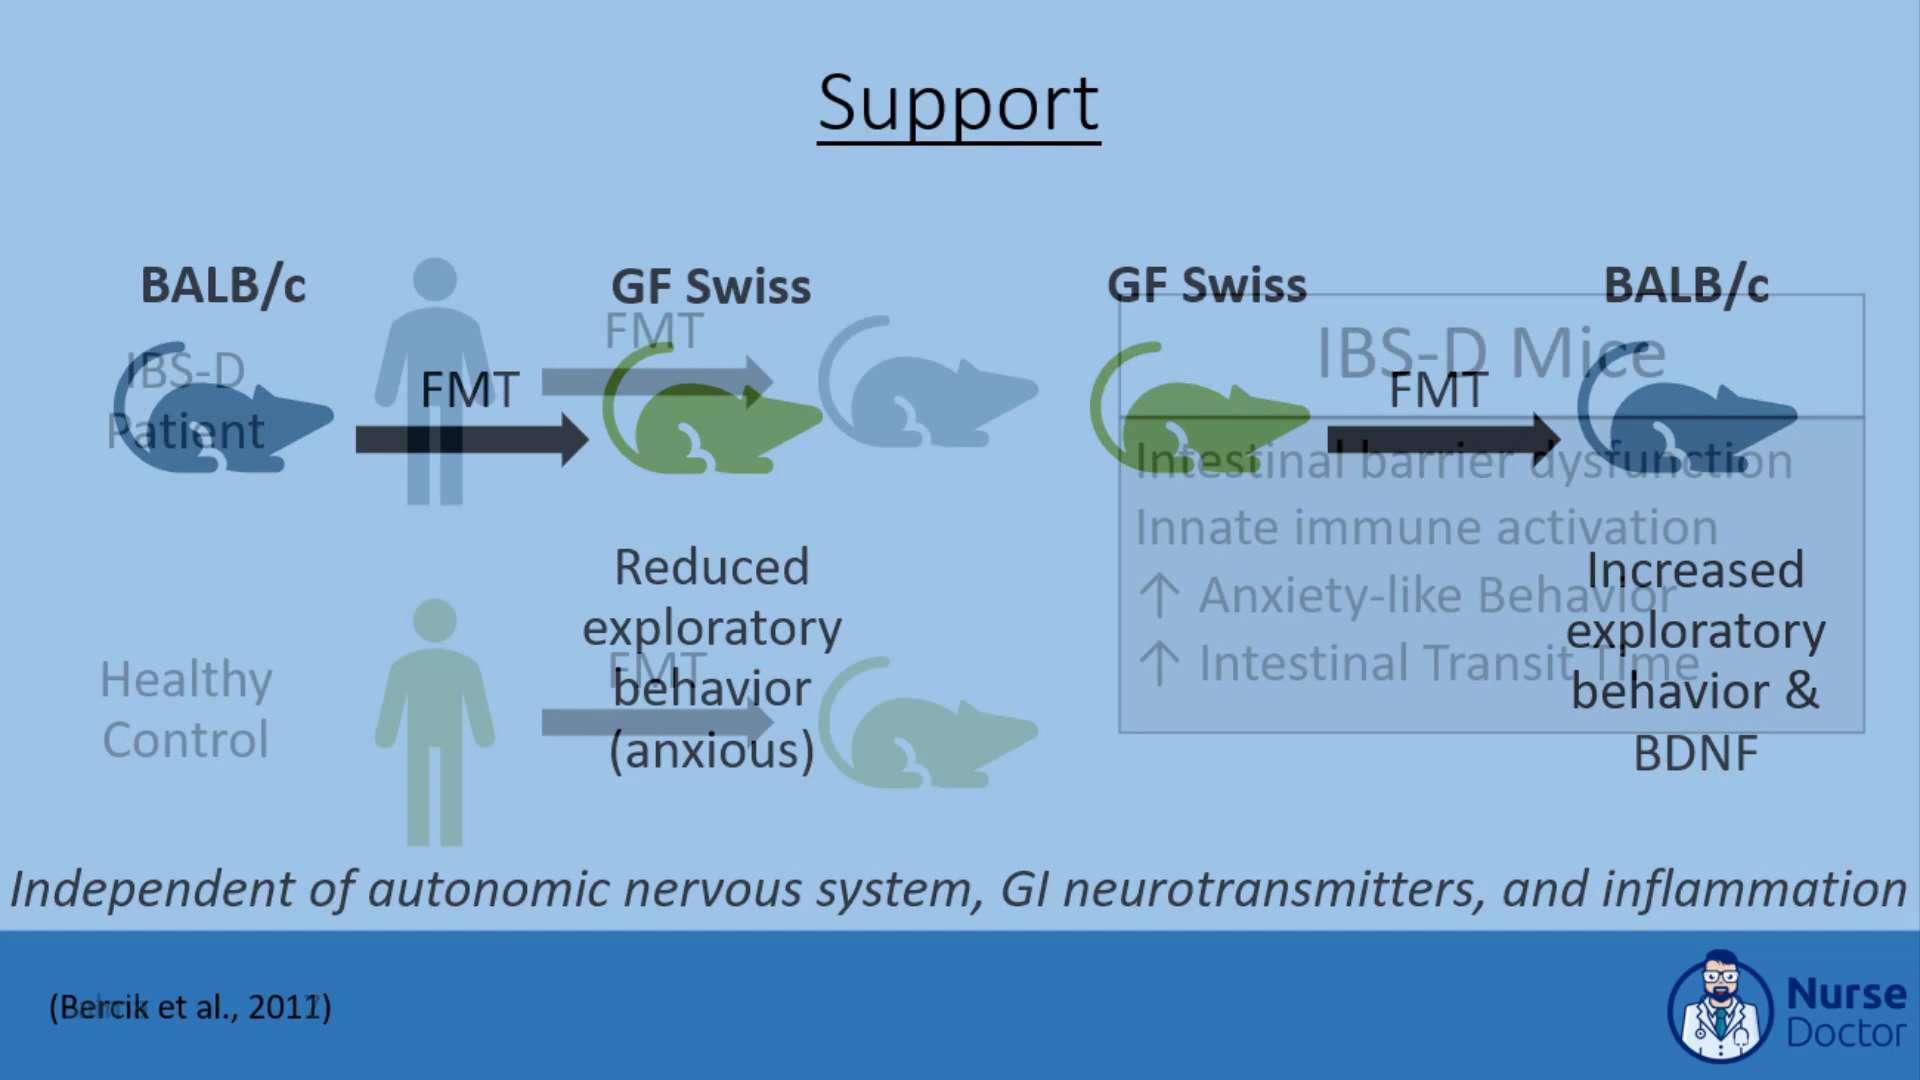 Support
BALB/c
GF Swiss
GF Swiss
BALB/c
FMT
IBS-D Mice
IBS-D
Patient
FMT
FMT
Intestinal barrier dysfunction
Innate immune activation
↑ Anxiety-like Behavior
↑ Intestinal Transit Time
Reduced
exploratory
behavior
(anxious)
Increased
exploratory
behavior &
BDNF
Healthy
Control
FMT
Independent of autonomic nervous system, GI neurotransmitters, and inflammation
(Bercik et al., 2011)
Nurse
Doctor